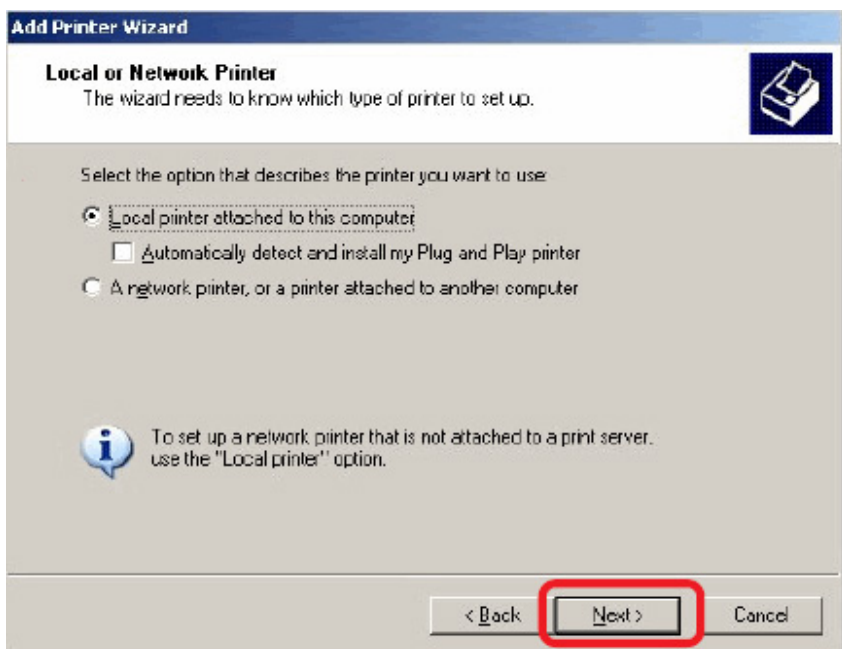 Add Printer Wizard
Local or Network Printer
The wizard needs to know which type of printer to set up.
Select the option that describes the printer you want to use:
Local printer attached to this computer
Automatically detect and install my Plug and Play printer
A network printer, or a printer attached to another computer
To set up a network printer that is not attached to a print server,
use the "Local printer" option.
< Back
Next >
Cancel